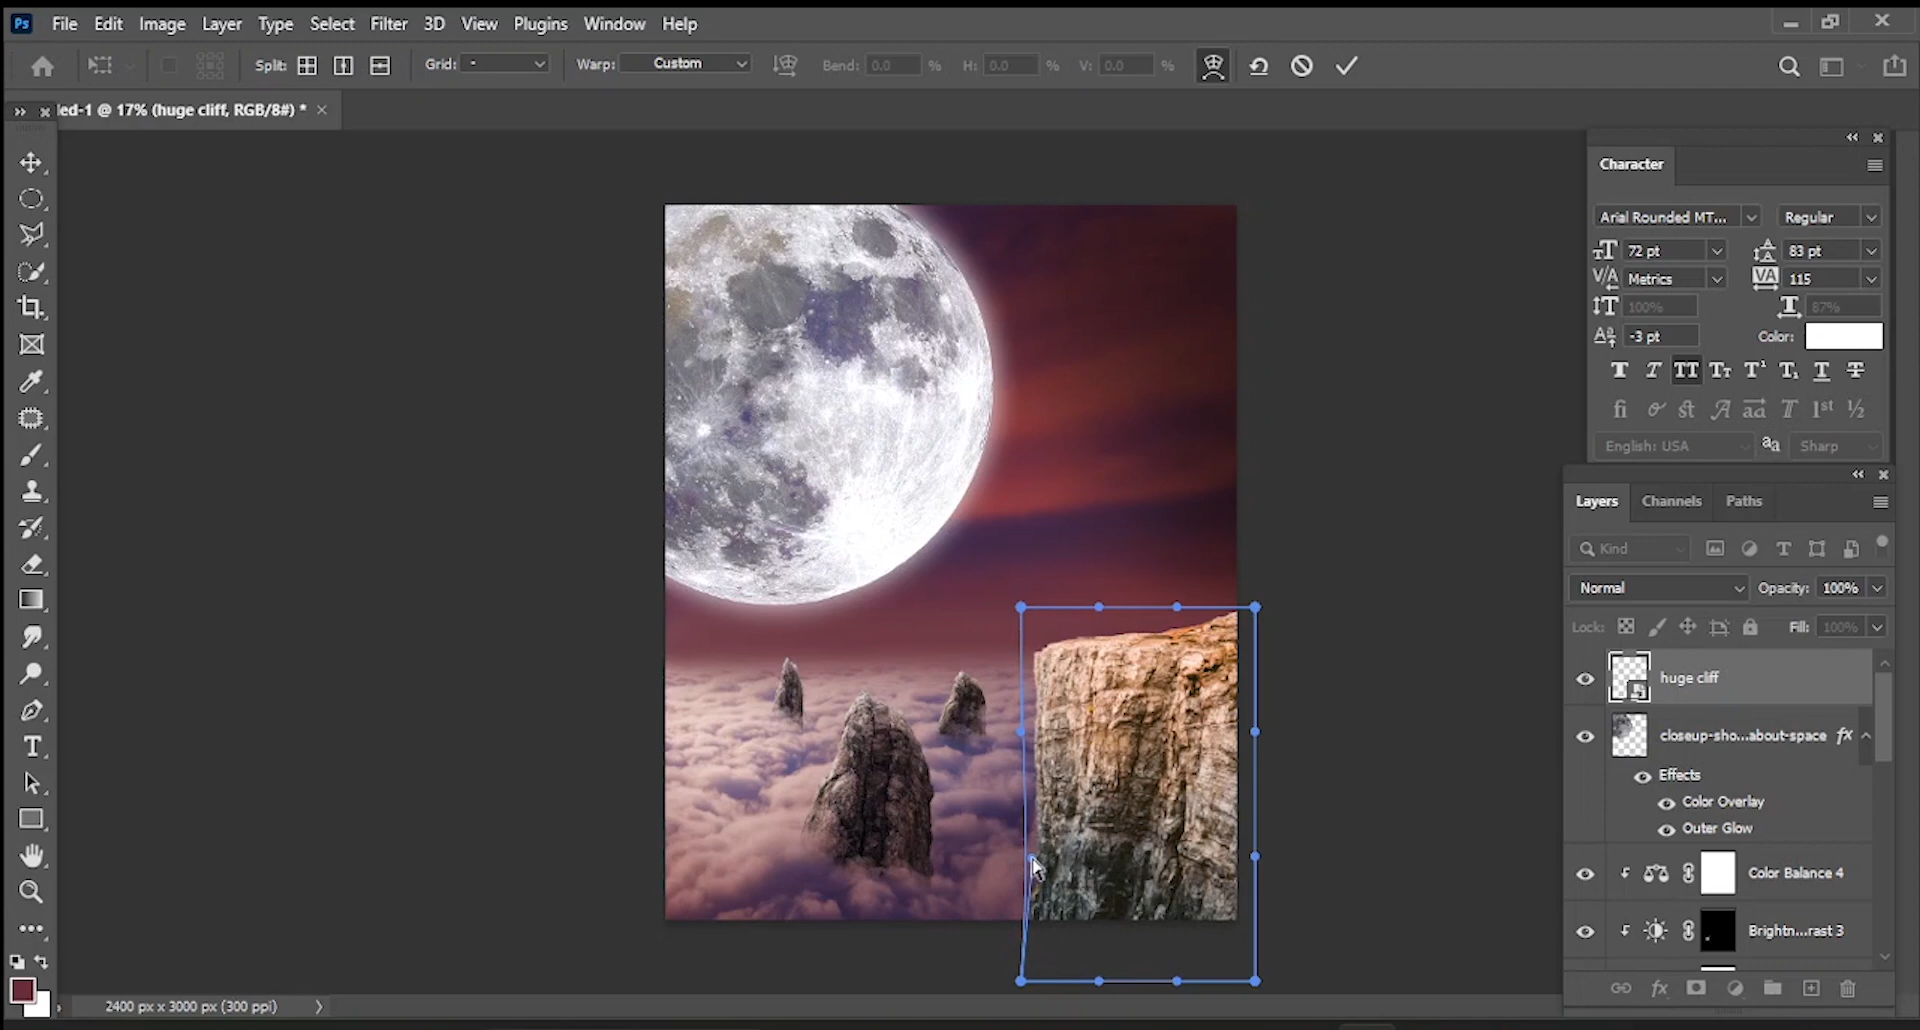 Ps File Edit Image Layer Type Select Filter 3D View Plugins Window Help
Split: Grid: - Warp: Custom Bend: 0.0 % H: 0.0 % V: 0.0 %
led-1 @ 17% (huge cliff, RGB/8#) *
Character
Arial Rounded MT... Regular
72 pt 83 pt
Metrics 115
100% 87%
-3 pt Color:
English: USA aa Sharp
Layers Channels Paths
Kind
Normal Opacity: 100%
Lock: Fill: 100%
huge cliff
closeup-sho...about-space fx
Effects
Color Overlay
Outer Glow
Color Balance 4
Brightn...rast 3
fx
2400 px x 3000 px (300 ppi)